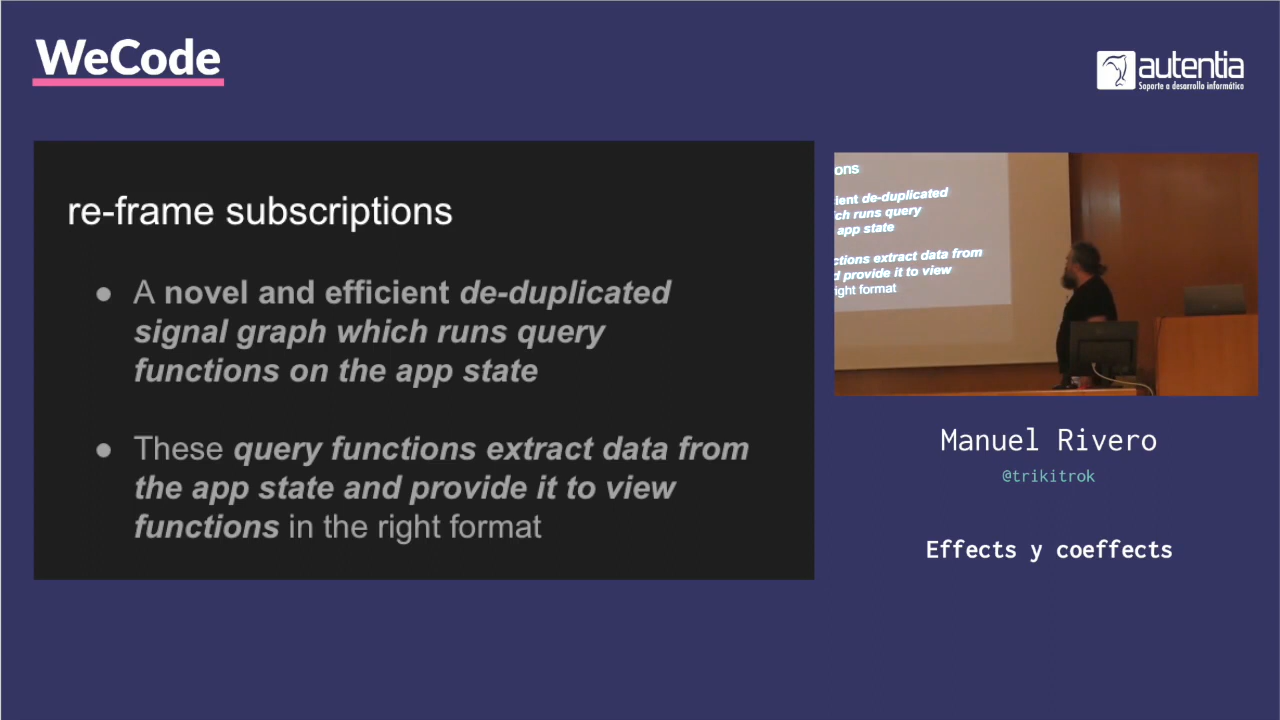 WeCode
autentia
Soporte a desarrollo informático
re-frame subscriptions
● A novel and efficient de-duplicated
signal graph which runs query
functions on the app state
● These query functions extract data from
the app state and provide it to view
functions in the right format
ons
ient de-duplicated
ch runs query
app state
ctions extract data from
d provide it to view
ight format
Manuel Rivero
@trikitrok
Effects y coeffects